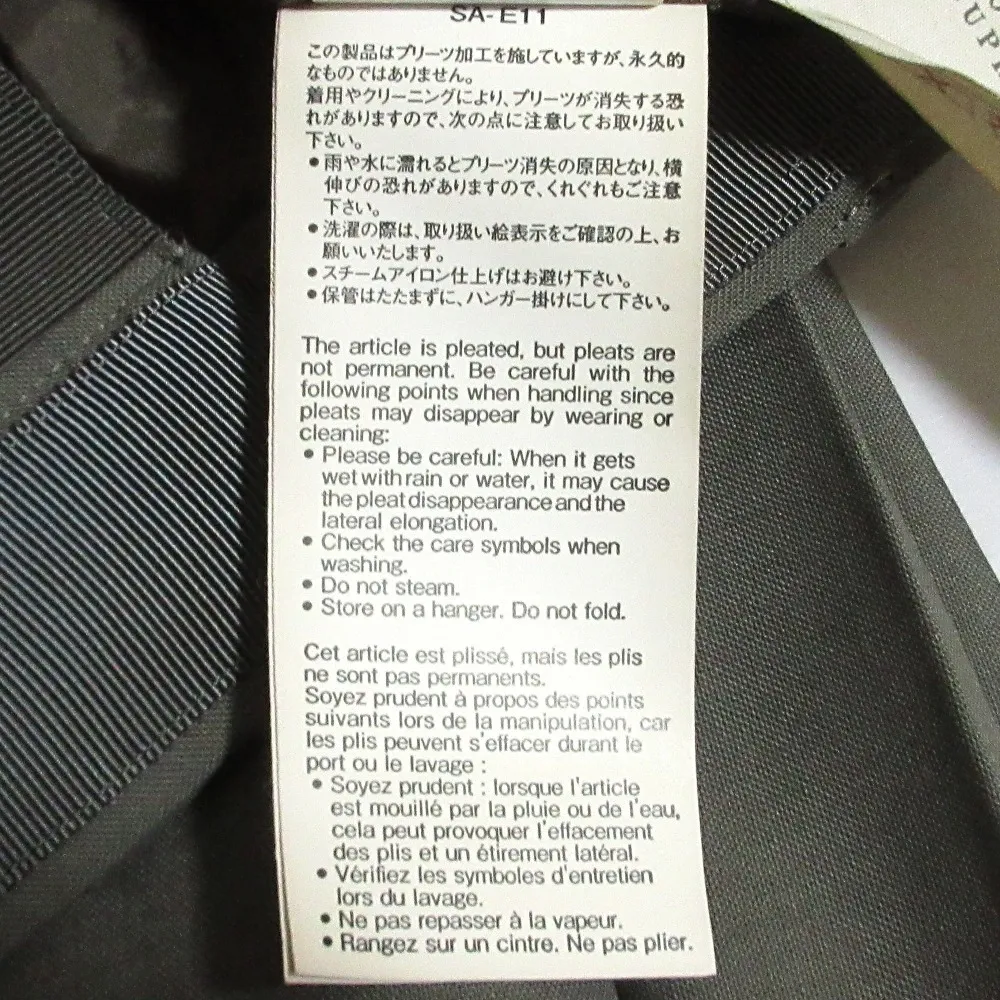 SA-E11
この製品はプリーツ加工を施していますが、永久的
なものではありません。
着用やクリーニングにより、プリーツが消失する恐
れがありますので、次の点に注意してお取り扱い
下さい。
●雨や水に濡れるとプリーツ消失の原因となり、横
伸びの恐れがありますので、くれぐれもご注意
下さい。
●洗濯の際は、取り扱い絵表示をご確認の上、お
願いいたします。
●スチームアイロン仕上げはお避け下さい。
●保管はたたまずに、ハンガー掛けにして下さい。
The article is pleated, but pleats are
not permanent. Be careful with the
following points when handling since
pleats may disappear by wearing or
cleaning:
● Please be careful: When it gets
wet with rain or water, it may cause
the pleat disappearance and the
lateral elongation.
● Check the care symbols when
washing.
● Do not steam.
● Store on a hanger. Do not fold.
Cet article est plissé, mais les plis
ne sont pas permanents.
Soyez prudent à propos des points
suivants lors de la manipulation, car
les plis peuvent s'effacer durant le
port ou le lavage :
● Soyez prudent : lorsque l'article
est mouillé par la pluie ou de l'eau,
cela peut provoquer l'effacement
des plis et un étirement latéral.
● Vérifiez les symboles d'entretien
lors du lavage.
● Ne pas repasser à la vapeur.
● Rangez sur un cintre. Ne pas plier.